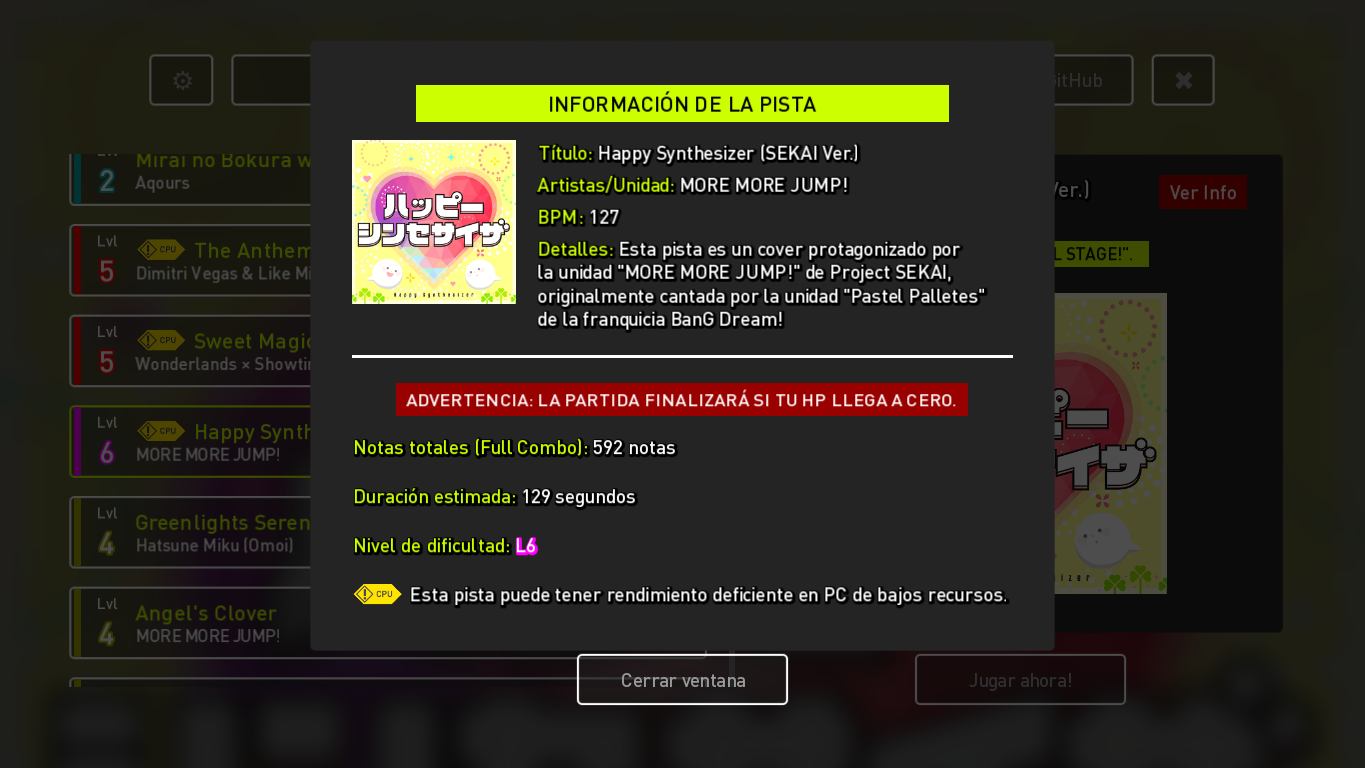 INFORMACIÓN DE LA PISTA
ハッピー
シンセサイザ
Happy Synthesizer
Título: Happy Synthesizer (SEKAI Ver.)
Artistas/Unidad: MORE MORE JUMP!
BPM: 127
Detalles: Esta pista es un cover protagonizado por
la unidad "MORE MORE JUMP!" de Project SEKAI,
originalmente cantada por la unidad "Pastel Palletes"
de la franquicia BanG Dream!
ADVERTENCIA: LA PARTIDA FINALIZARÁ SI TU HP LLEGA A CERO.
Notas totales (Full Combo): 592 notas
Duración estimada: 129 segundos
Nivel de dificultad: L6
CPU Esta pista puede tener rendimiento deficiente en PC de bajos recursos.
Cerrar ventana
Jugar ahora!
2
Mirai no Bokura
Aqours
Lvl
5
CPU The Anthem
Dimitri Vegas & Like
Lvl
5
CPU Sweet
Wonderlands ×
Lvl
6
CPU Happy
MORE MORE JUMP!
Lvl
4
Greenlights
Hatsune Miku (Omoi)
Lvl
4
Angel's Clover
MORE MORE JUMP!
Ver.)
Ver Info
STAGE!".